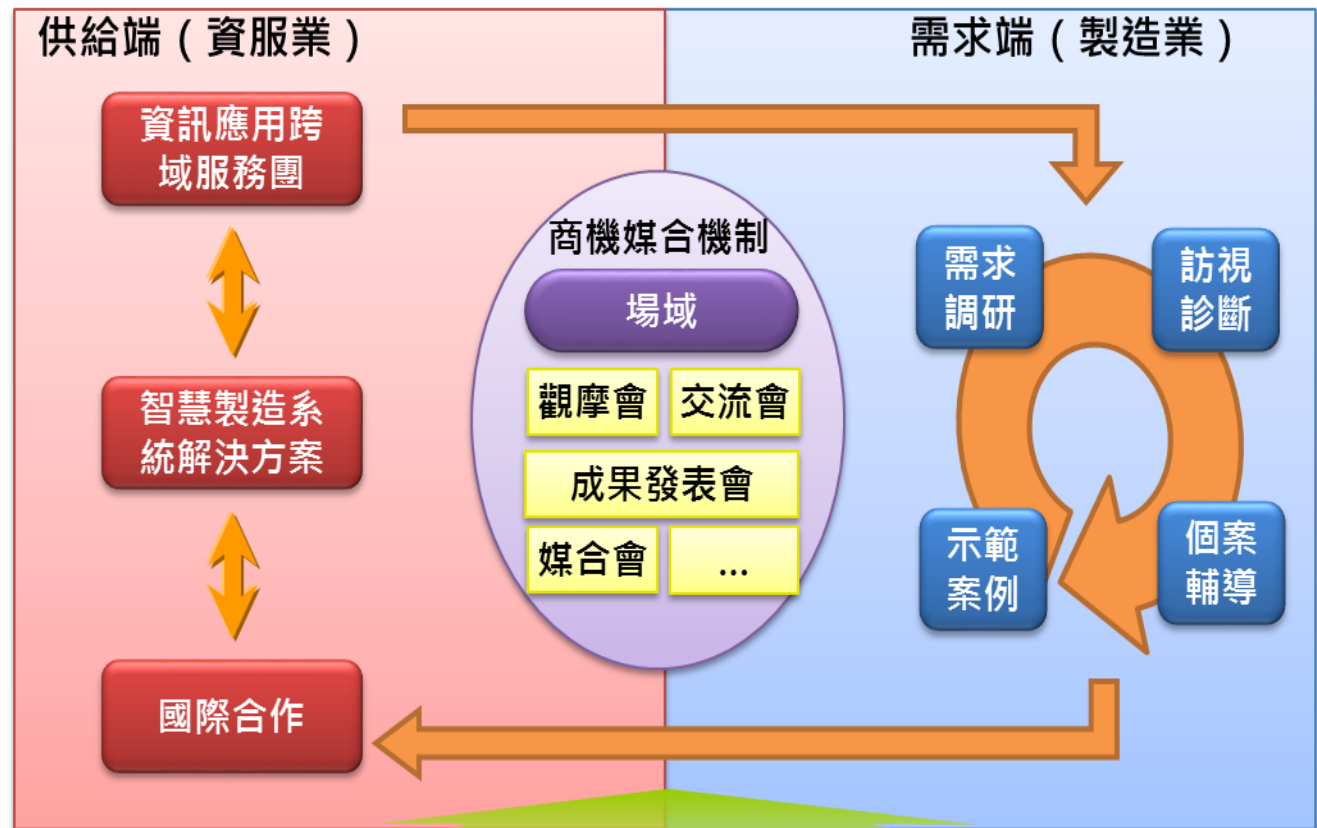 供給端（資服業）
需求端（製造業）
資訊應用跨
域服務團
智慧製造系
統解決方案
國際合作
商機媒合機制
場域
觀摩會
交流會
成果發表會
媒合會
...
需求
調研
訪視
診斷
示範
案例
個案
輔導